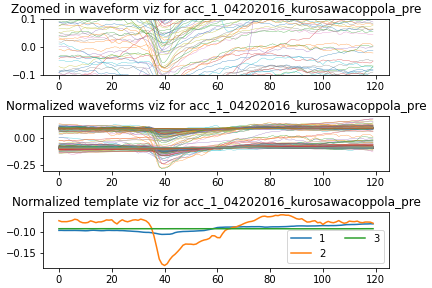 Zoomed in waveform viz for acc_1_04202016_kurosawacoppola_pre
0.1
−0.1
0 20 40 60 80 100 120
Normalized waveforms viz for acc_1_04202016_kurosawacoppola_pre
0.00
−0.25
0 20 40 60 80 100 120
Normalized template viz for acc_1_04202016_kurosawacoppola_pre
−0.10
−0.15
1 3
2
0 20 40 60 80 100 120